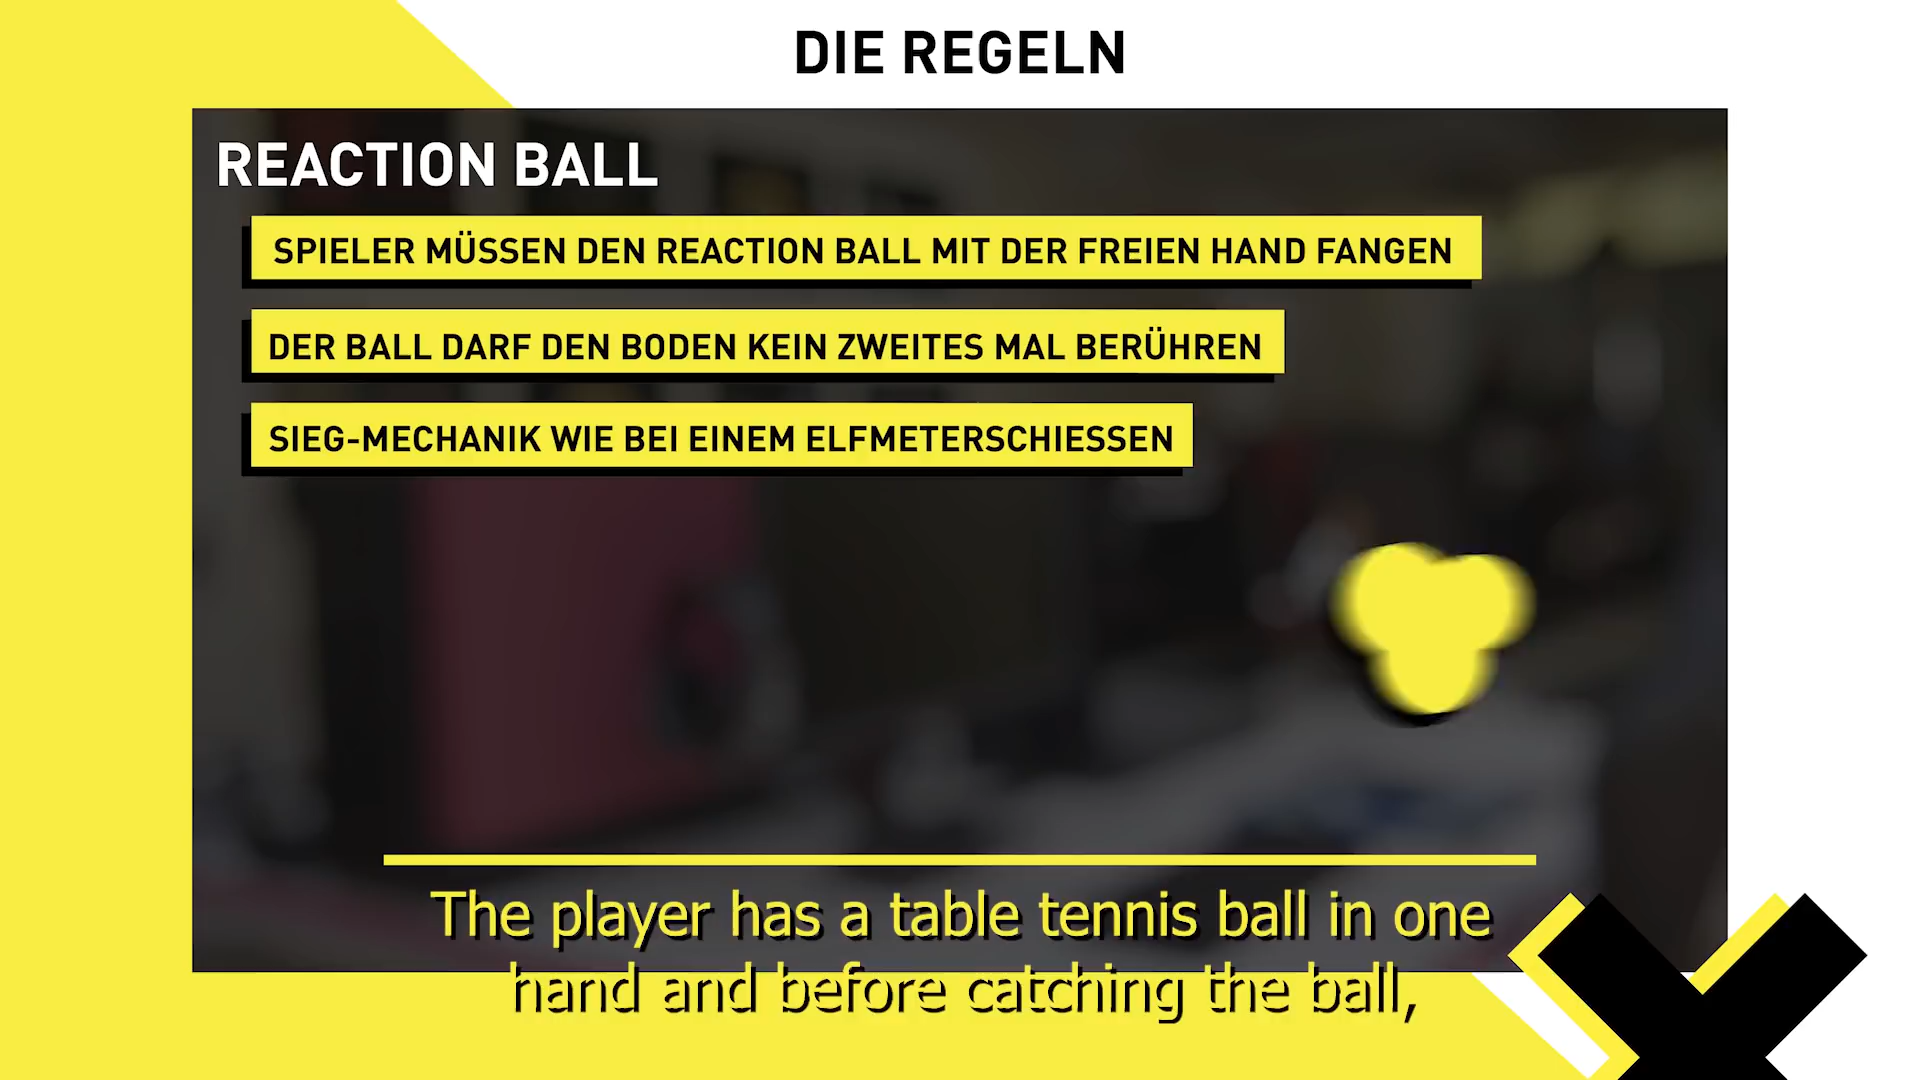 DIE REGELN
REACTION BALL
SPIELER MÜSSEN DEN REACTION BALL MIT DER FREIEN HAND FANGEN
DER BALL DARF DEN BODEN KEIN ZWEITES MAL BERÜHREN
SIEG-MECHANIK WIE BEI EINEM ELFMETERSCHIESSEN
The player has a table tennis ball in one
hand and before catching the ball,